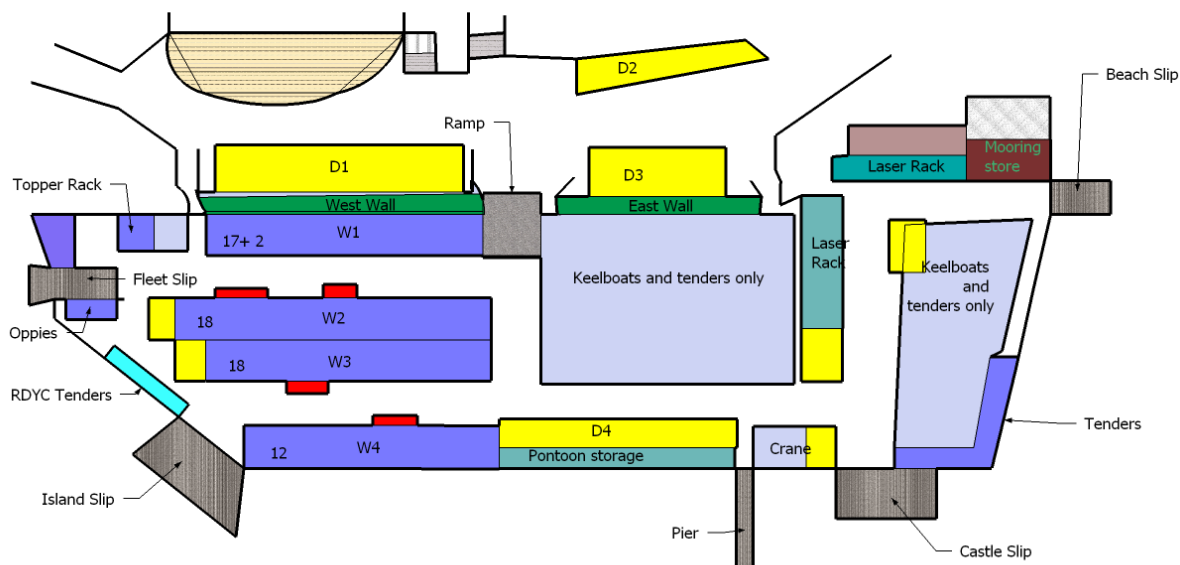 D2
Beach Slip
Ramp
Mooring
store
Laser Rack
D1
D3
Topper Rack
West Wall
East Wall
W1
17+ 2
Laser
Rack
Fleet Slip
Keelboats and tenders only
Keelboats
and
tenders only
Oppies
W2
18
W3
18
RDYC Tenders
Tenders
D4
W4
12
Pontoon storage
Crane
Island Slip
Pier
Castle Slip